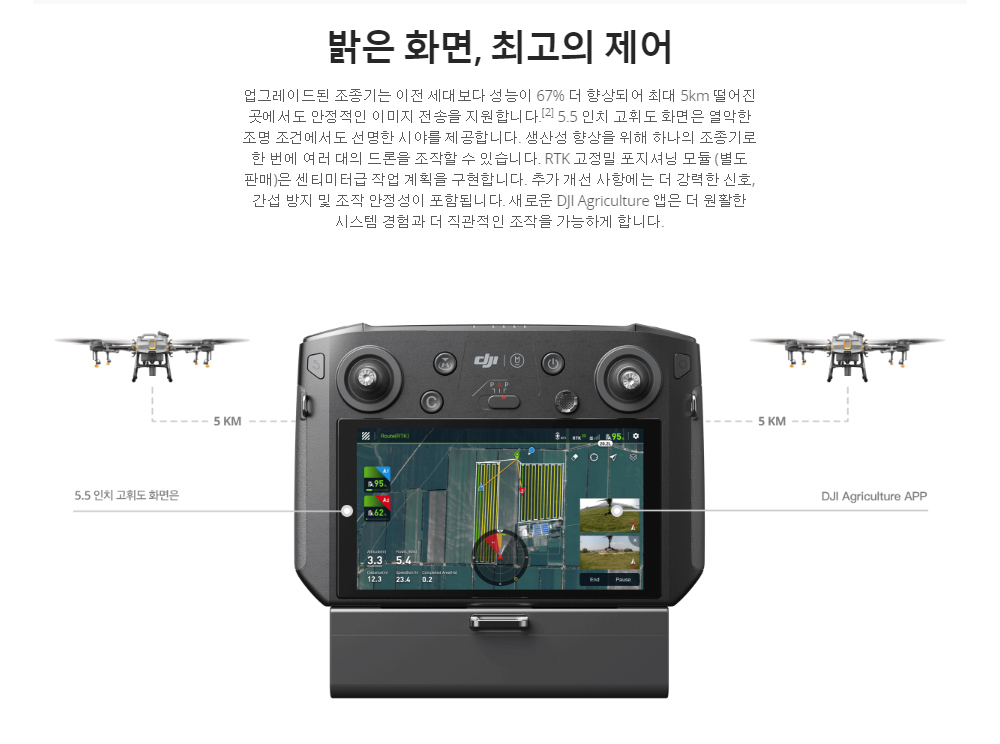 밝은 화면, 최고의 제어
업그레이드된 조종기는 이전 세대보다 성능이 67% 더 향상되어 최대 5km 떨어진
곳에서도 안정적인 이미지 전송을 지원합니다.[2] 5.5 인치 고휘도 화면은 열악한
조명 조건에서도 선명한 시야를 제공합니다. 생산성 향상을 위해 하나의 조종기로
한 번에 여러 대의 드론을 조작할 수 있습니다. RTK 고정밀 포지셔닝 모듈 (별도
판매)은 센티미터급 작업 계획을 구현합니다. 추가 개선 사항에는 더 강력한 신호,
간섭 방지 및 조작 안정성이 포함됩니다. 새로운 DJI Agriculture 앱은 더 원활한
시스템 경험과 더 직관적인 조작을 가능하게 합니다.
dji
P A P
C
5 KM
5 KM
Route(RTK)
RTK
95
95
62
5.5 인치 고휘도 화면은
DJI Agriculture APP
3.3 5.4
12.3 23.4 0.2
End Pause